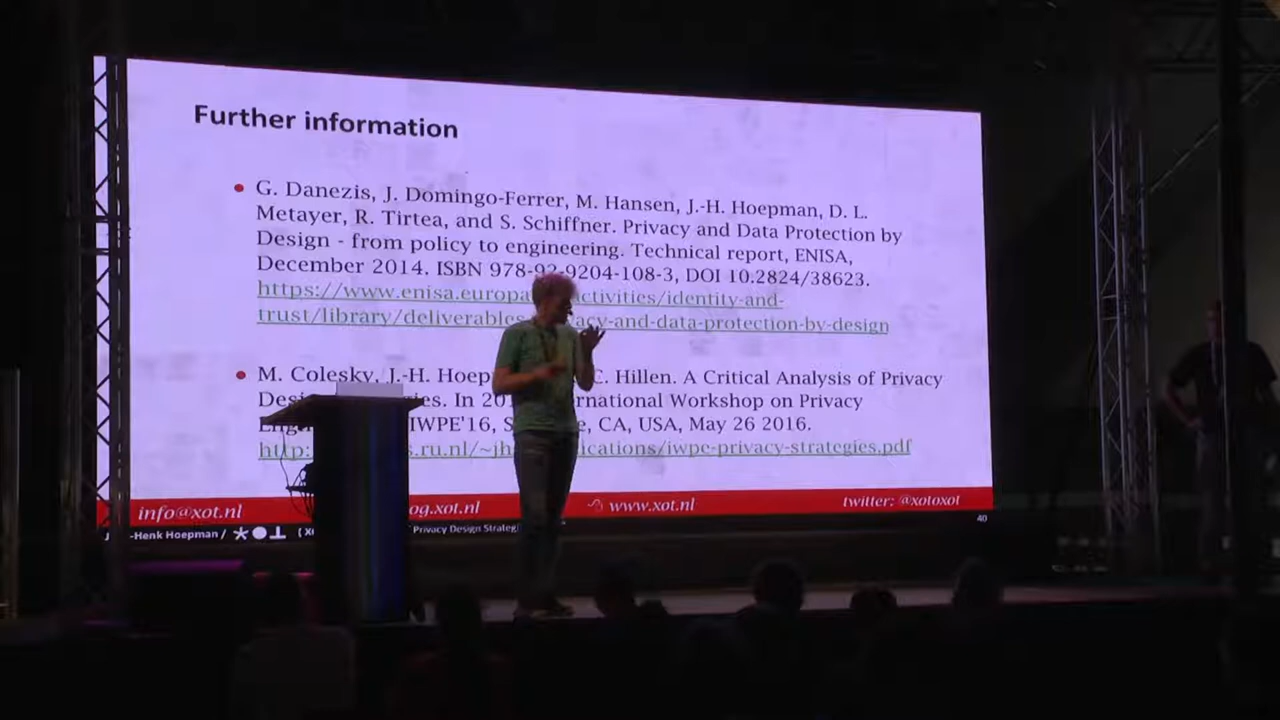 Further information
G. Danezis, J. Domingo-Ferrer, M. Hansen, J.-H. Hoepman, D. L.
Metayer, R. Tirtea, and S. Schiffner. Privacy and Data Protection by
Design - from policy to engineering. Technical report, ENISA,
December 2014. ISBN 978-92-9204-108-3, DOI 10.2824/38623.
https://www.enisa.europa activities/identity-and-
trust/library/deliverables acy-and-data-protection-by-design
M. Colesky, J.-H. Hoep C. Hillen. A Critical Analysis of Privacy
Desi es. In 201 rnational Workshop on Privacy
IWPE'16, S e, CA, USA, May 26 2016.
http: s.ru.nl/~jh ications/iwpe-privacy-strategies.pdf
info@xot.nl og.xot.nl www.xot.nl twitter: @xotoxot
-Henk Hoepman / Privacy Design Strategi 40